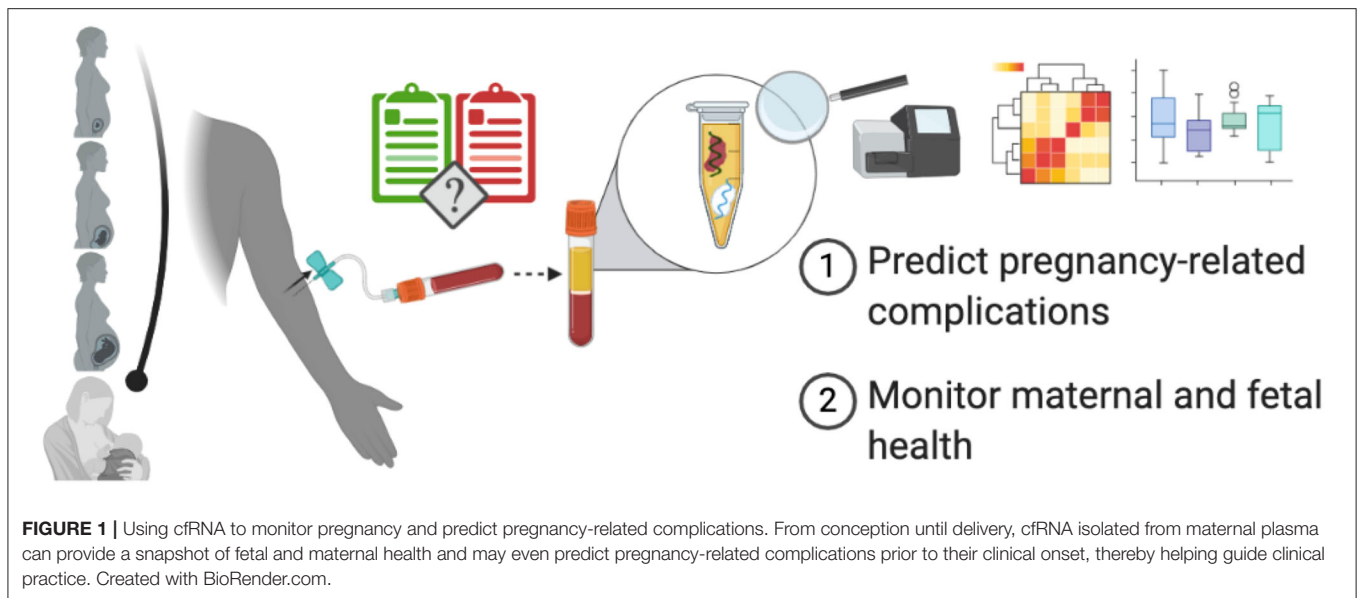 ?
1 Predict pregnancy-related
complications
2 Monitor maternal and fetal
health
FIGURE 1 | Using cfRNA to monitor pregnancy and predict pregnancy-related complications. From conception until delivery, cfRNA isolated from maternal plasma
can provide a snapshot of fetal and maternal health and may even predict pregnancy-related complications prior to their clinical onset, thereby helping guide clinical
practice. Created with BioRender.com.